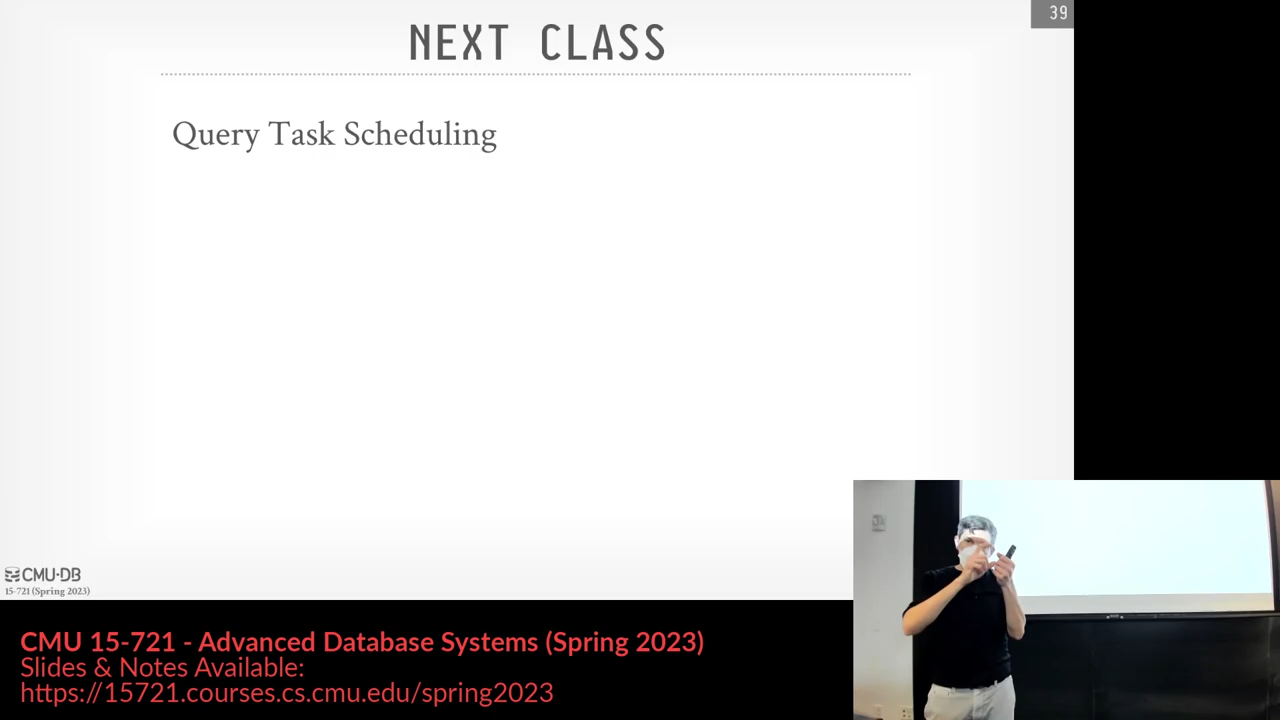 39
NEXT CLASS
Query Task Scheduling
CMU·DB
15-721 (Spring 2023)
CMU 15-721 - Advanced Database Systems (Spring 2023)
Slides & Notes Available:
https://15721.courses.cs.cmu.edu/spring2023